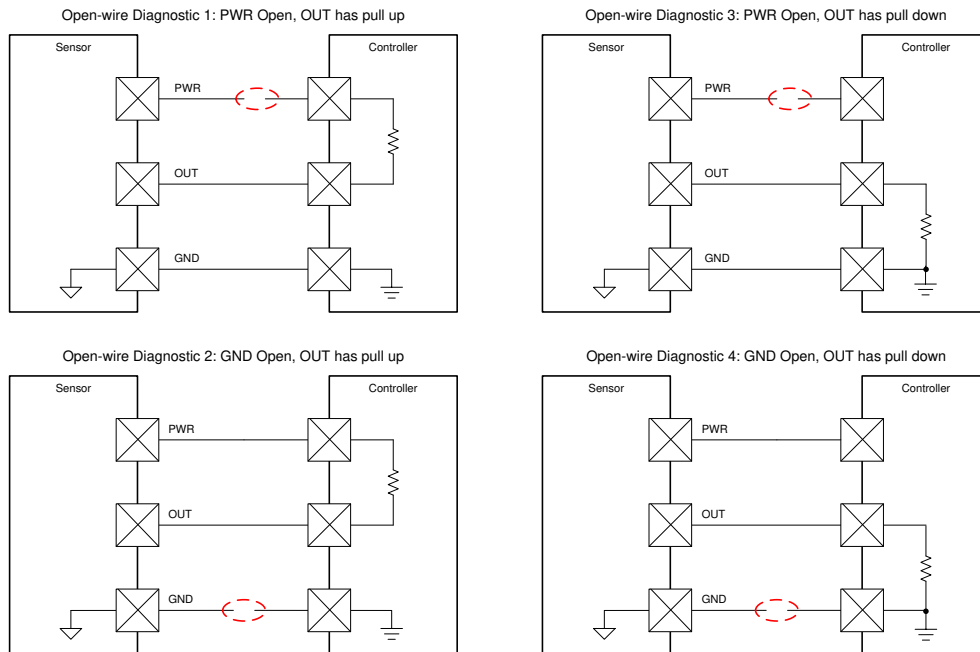 Open-wire Diagnostic 1: PWR Open, OUT has pull up
Sensor
Controller
PWR
OUT
GND
Open-wire Diagnostic 3: PWR Open, OUT has pull down
Sensor
Controller
PWR
OUT
GND
Open-wire Diagnostic 2: GND Open, OUT has pull up
Sensor
Controller
PWR
OUT
GND
Open-wire Diagnostic 4: GND Open, OUT has pull down
Sensor
Controller
PWR
OUT
GND